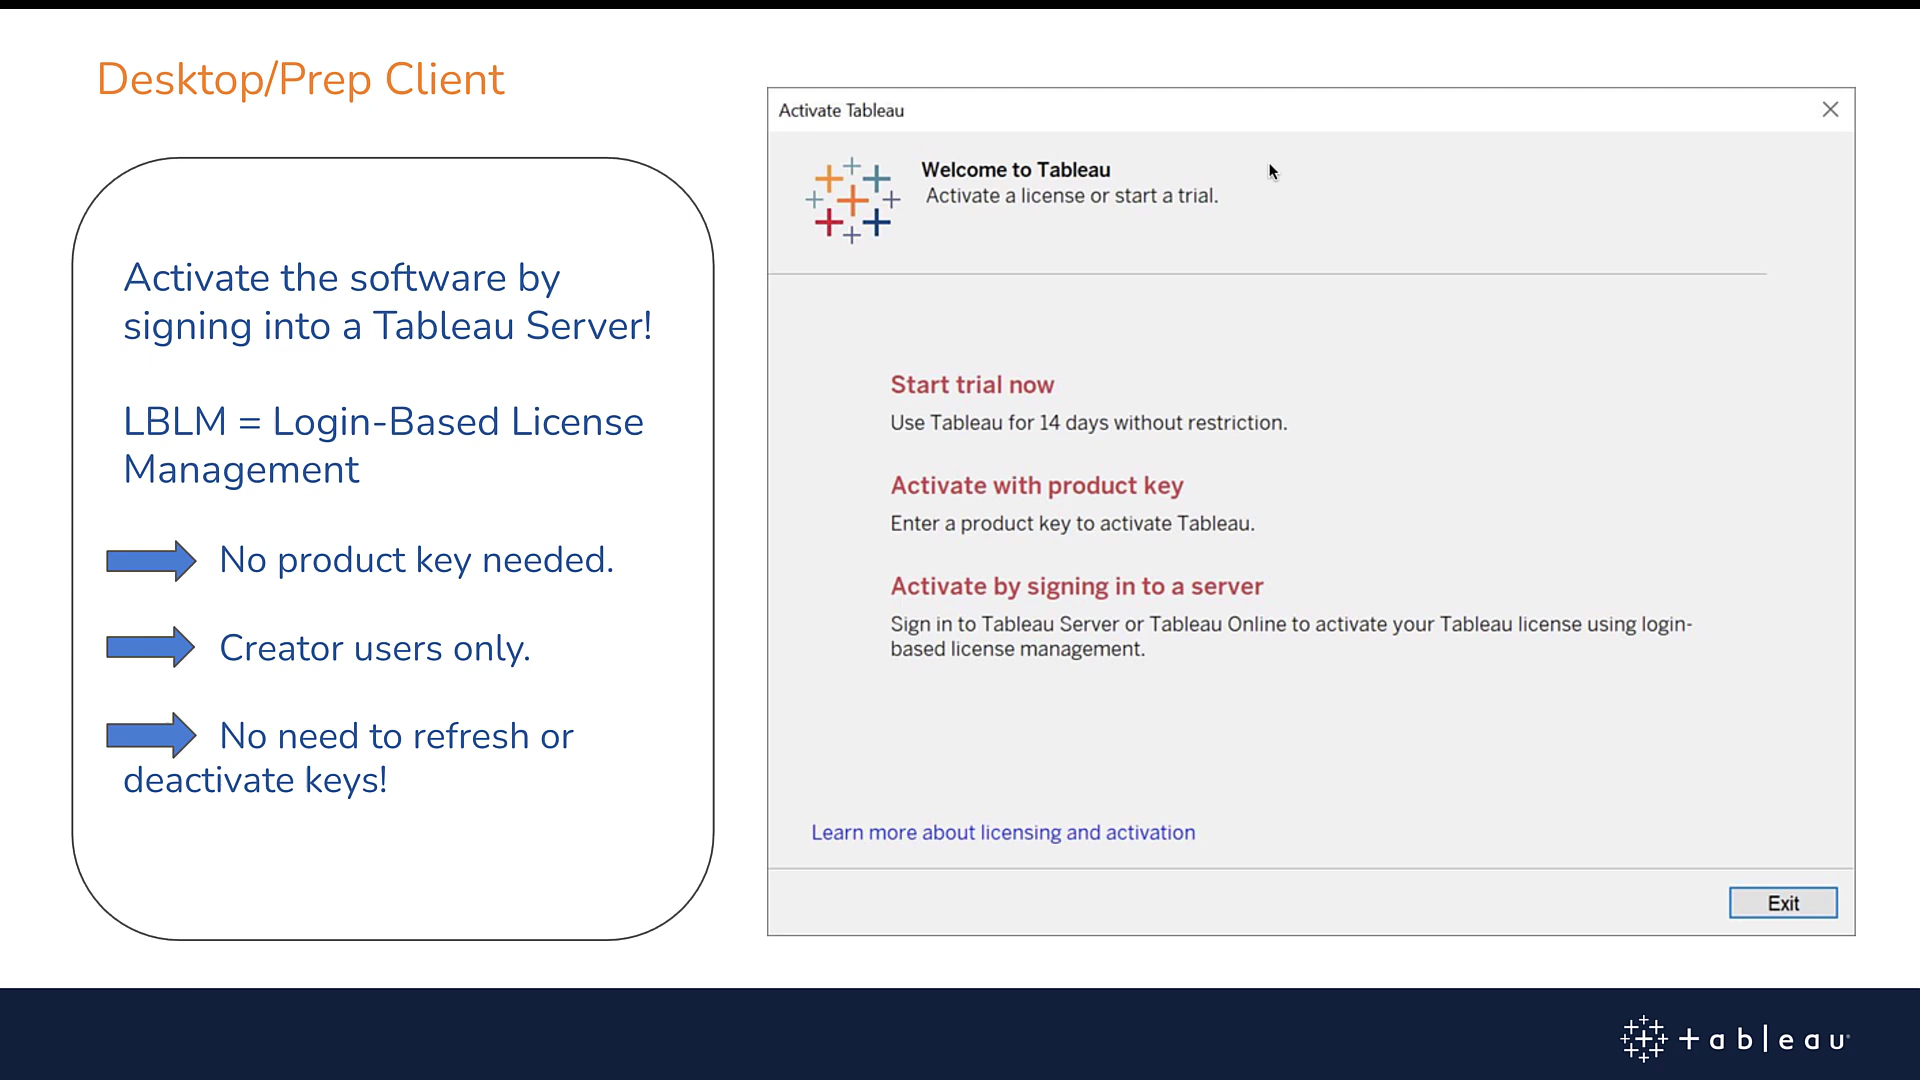 Desktop/Prep Client
Activate the software by
signing into a Tableau Server!
LBLM = Login-Based License
Management
No product key needed.
Creator users only.
No need to refresh or
deactivate keys!
Activate Tableau
Welcome to Tableau
Activate a license or start a trial.
Start trial now
Use Tableau for 14 days without restriction.
Activate with product key
Enter a product key to activate Tableau.
Activate by signing in to a server
Sign in to Tableau Server or Tableau Online to activate your Tableau license using login-
based license management.
Learn more about licensing and activation
Exit
+ableau